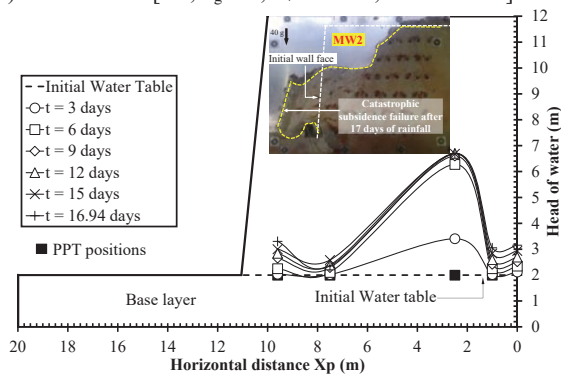 40 g
MW2
Initial wall face
Catastrophic
subsidence failure after
17 days of rainfall
Initial Water Table
t = 3 days
t = 6 days
t = 9 days
t = 12 days
t = 15 days
t = 16.94 days
PPT positions
Base layer
Initial Water table
12
11
10
9
8
7
6
5
4
3
2
1
0
Head of water (m)
20 18 16 14 12 10 8 6 4 2 0
Horizontal distance Xp (m)